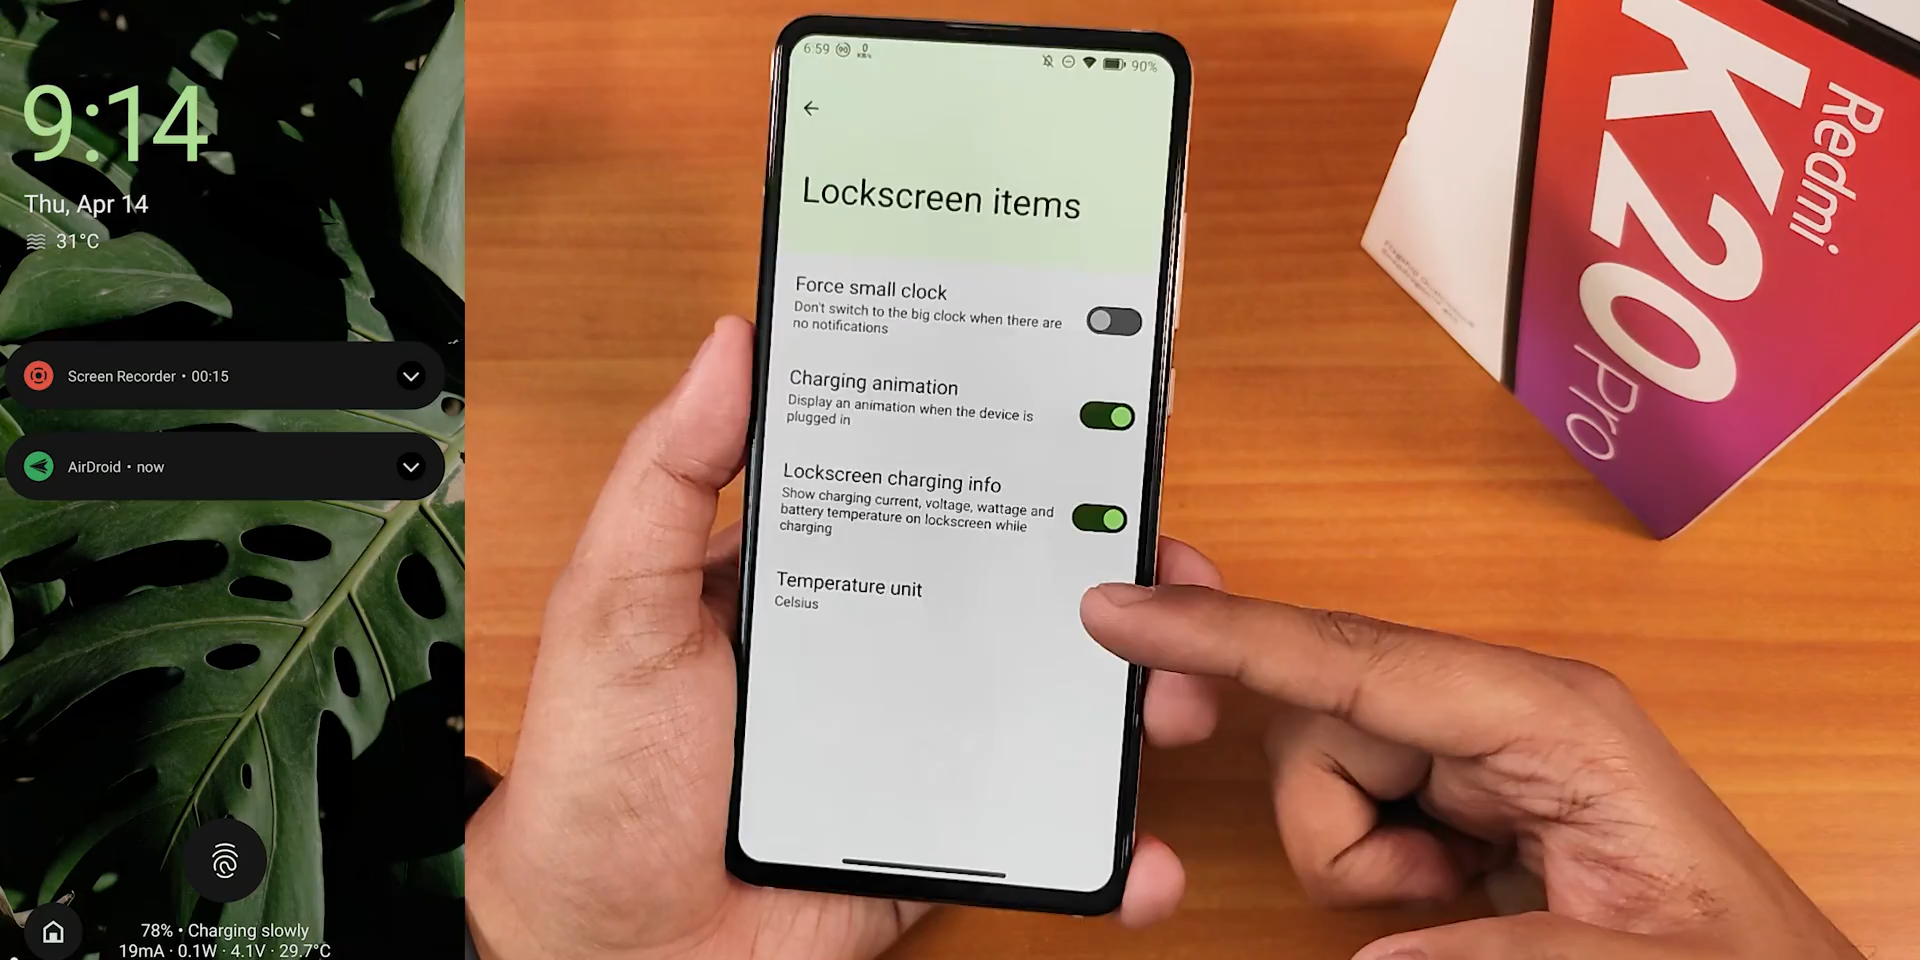 9:14
Thu, Apr 14
31°C
Screen Recorder • 00:15
AirDroid • now
78% • Charging slowly
19mA · 0.1W · 4.1V · 29.7°C
6:59 90 0 KB/s 90%
Lockscreen items
Force small clock
Don't switch to the big clock when there are
no notifications
Charging animation
Display an animation when the device is
plugged in
Lockscreen charging info
Show charging current, voltage, wattage and
battery temperature on lockscreen while
charging
Temperature unit
Celsius
Redmi
K20
Pro